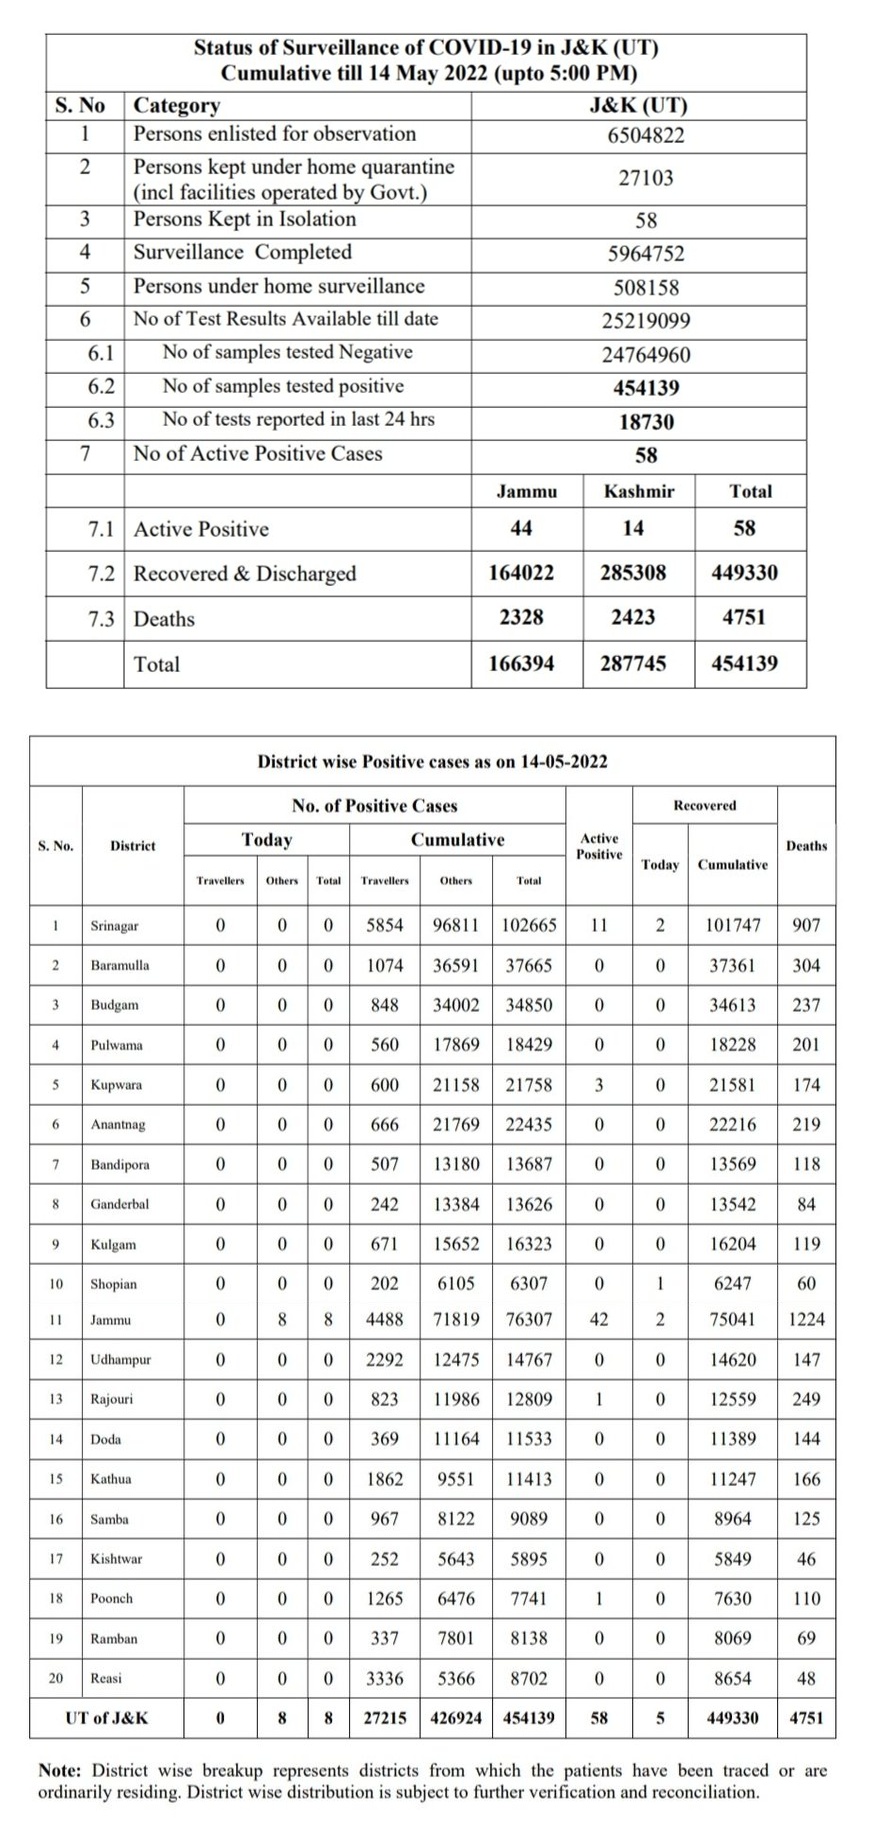 Status of Surveillance of COVID-19 in J&K (UT)
Cumulative till 14 May 2022 (upto 5:00 PM)
S. No Category J&K (UT)
1 Persons enlisted for observation 6504822
2 Persons kept under home quarantine
(incl facilities operated by Govt.) 27103
3 Persons Kept in Isolation 58
4 Surveillance Completed 5964752
5 Persons under home surveillance 508158
6 No of Test Results Available till date 25219099
6.1 No of samples tested Negative 24764960
6.2 No of samples tested positive 454139
6.3 No of tests reported in last 24 hrs 18730
7 No of Active Positive Cases 58
Jammu Kashmir Total
7.1 Active Positive 44 14 58
7.2 Recovered & Discharged 164022 285308 449330
7.3 Deaths 2328 2423 4751
Total 166394 287745 454139
District wise Positive cases as on 14-05-2022
No. of Positive Cases Recovered
S. No. District Today Cumulative Active
Positive Deaths
Today Cumulative
Travellers Others Total Travellers Others Total
1 Srinagar 0 0 0 5854 96811 102665 11 2 101747 907
2 Baramulla 0 0 0 1074 36591 37665 0 0 37361 304
3 Budgam 0 0 0 848 34002 34850 0 0 34613 237
4 Pulwama 0 0 0 560 17869 18429 0 0 18228 201
5 Kupwara 0 0 0 600 21158 21758 3 0 21581 174
6 Anantnag 0 0 0 666 21769 22435 0 0 22216 219
7 Bandipora 0 0 0 507 13180 13687 0 0 13569 118
8 Ganderbal 0 0 0 242 13384 13626 0 0 13542 84
9 Kulgam 0 0 0 671 15652 16323 0 0 16204 119
10 Shopian 0 0 0 202 6105 6307 0 1 6247 60
11 Jammu 0 8 8 4488 71819 76307 42 2 75041 1224
12 Udhampur 0 0 0 2292 12475 14767 0 0 14620 147
13 Rajouri 0 0 0 823 11986 12809 1 0 12559 249
14 Doda 0 0 0 369 11164 11533 0 0 11389 144
15 Kathua 0 0 0 1862 9551 11413 0 0 11247 166
16 Samba 0 0 0 967 8122 9089 0 0 8964 125
17 Kishtwar 0 0 0 252 5643 5895 0 0 5849 46
18 Poonch 0 0 0 1265 6476 7741 1 0 7630 110
19 Ramban 0 0 0 337 7801 8138 0 0 8069 69
20 Reasi 0 0 0 3336 5366 8702 0 0 8654 48
UT of J&K 0 8 8 27215 426924 454139 58 5 449330 4751
Note: District wise breakup represents districts from which the patients have been traced or are
ordinarily residing. District wise distribution is subject to further verification and reconciliation.